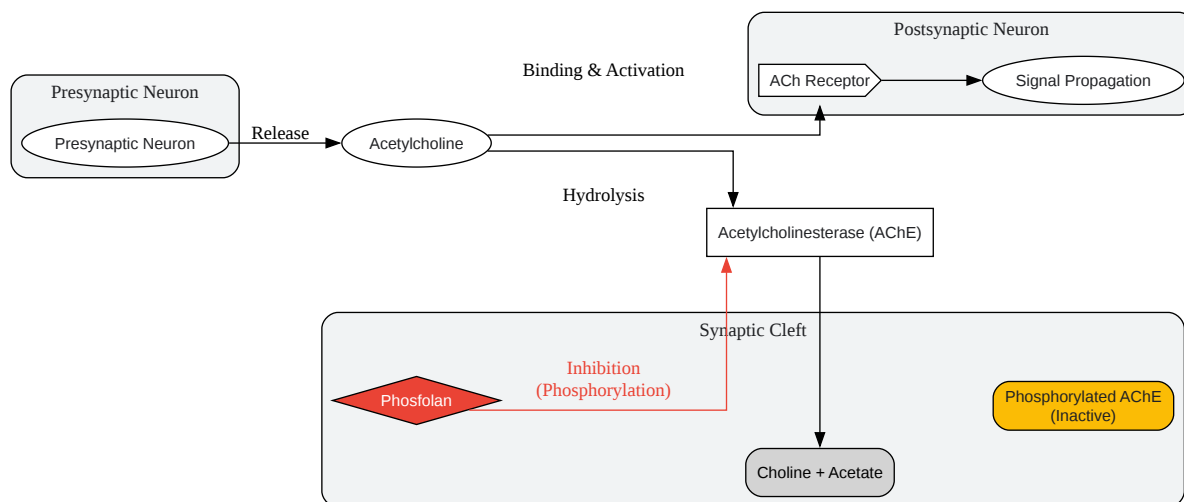 Postsynaptic Neuron
Binding & Activation
ACh Receptor
Signal Propagation
Presynaptic Neuron
Presynaptic Neuron
Release
Acetylcholine
Hydrolysis
Acetylcholinesterase (AChE)
Synaptic Cleft
Inhibition
(Phosphorylation)
Phosfolan
Phosphorylated AChE
(Inactive)
Choline + Acetate